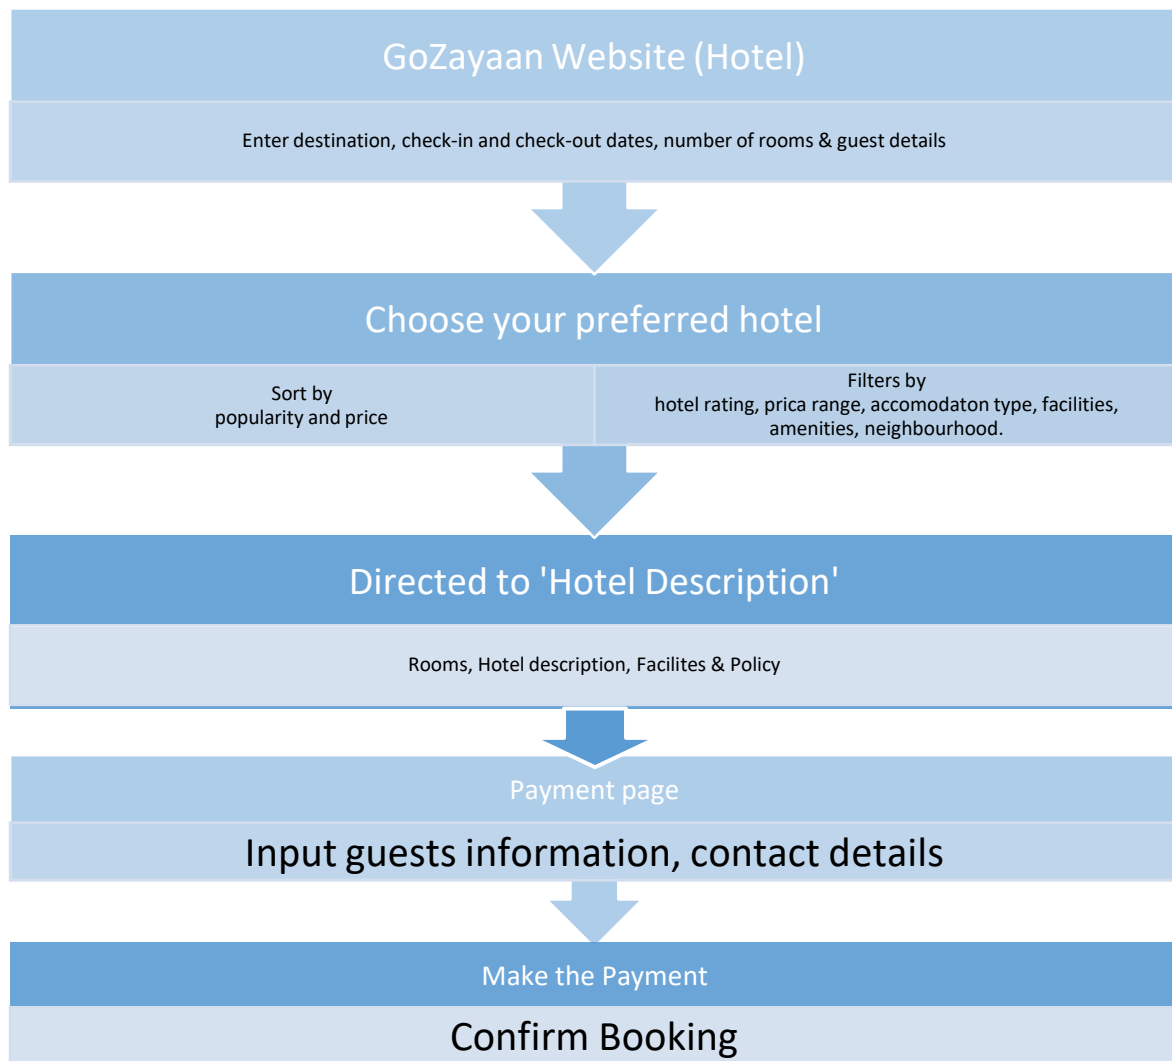 GoZayaan Website (Hotel)
Enter destination, check-in and check-out dates, number of rooms & guest details
Choose your preferred hotel
Sort by
popularity and price
Filters by
hotel rating, prica range, accomodaton type, facilities,
amenities, neighbourhood.
Directed to 'Hotel Description'
Rooms, Hotel description, Facilites & Policy
Payment page
Input guests information, contact details
Make the Payment
Confirm Booking